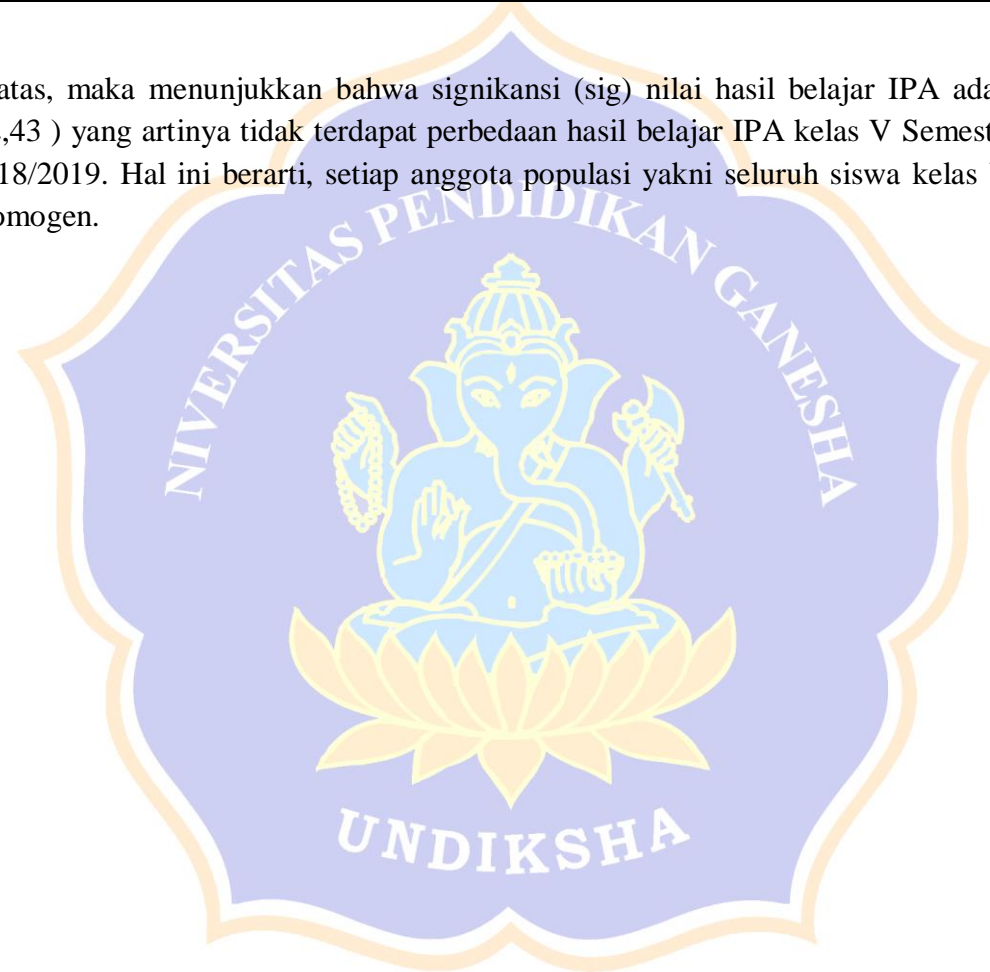 atas, maka menunjukkan bahwa signikansi (sig) nilai hasil belajar IPA ada
,43 ) yang artinya tidak terdapat perbedaan hasil belajar IPA kelas V Semest
18/2019. Hal ini berarti, setiap anggota populasi yakni seluruh siswa kelas
omogen.
NIVERSITAS PENDIDIKAN GANESHA
UNDIKSHA